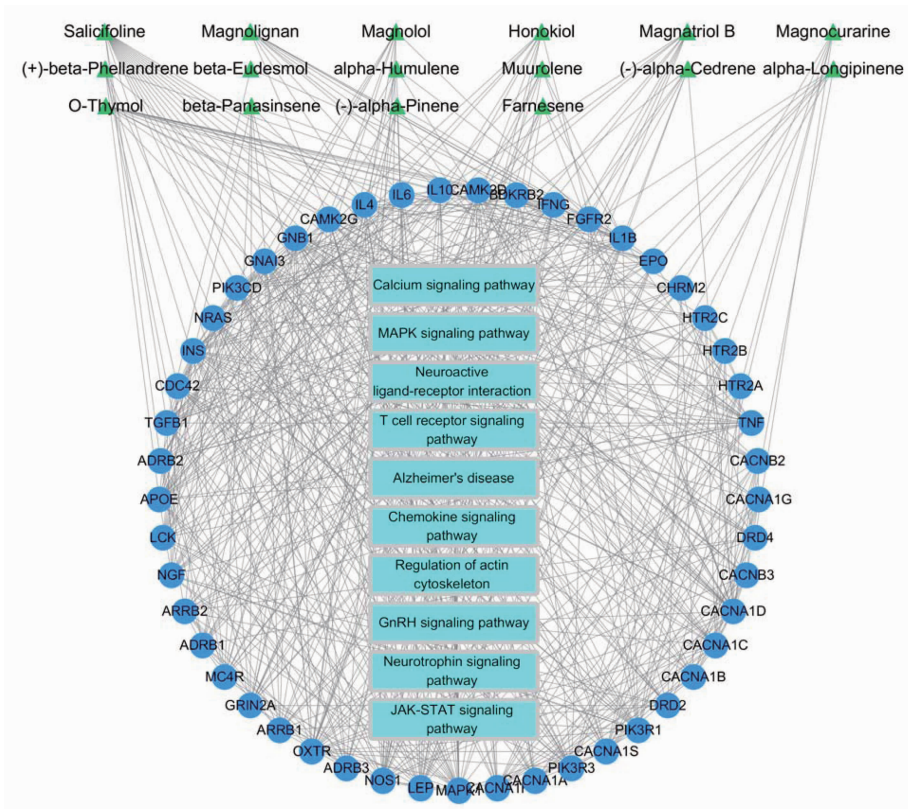 Salicifoline Magnolignan Magnolol Honokiol Magnatriol B Magnocurarine
(+)-beta-Phellandrene beta-Eudesmol alpha-Humulene Muurolene (-)-alpha-Cedrene alpha-Longipinene
O-Thymol beta-Panasinsene (-)-alpha-Pinene Farnesene
IL10 CAMK2D
IL6 BDKRB2
IL4 IFNG
CAMK2G FGFR2
GNB1 IL1B
GNAI3 EPO
PIK3CD CHRM2
NRAS HTR2C
INS HTR2B
CDC42 HTR2A
TGFB1 TNF
ADRB2 CACNB2
APOE CACNA1G
LCK DRD4
NGF CACNB3
ARRB2 CACNA1D
ADRB1 CACNA1C
MC4R CACNA1B
GRIN2A DRD2
ARRB1 PIK3R1
OXTR CACNA1S
ADRB3 PIK3R3
NOS1 CACNA1A
LEP MAPK1
Calcium signaling pathway
MAPK signaling pathway
Neuroactive
ligand-receptor interaction
T cell receptor signaling
pathway
Alzheimer's disease
Chemokine signaling
pathway
Regulation of actin
cytoskeleton
GnRH signaling pathway
Neurotrophin signaling
pathway
JAK-STAT signaling
pathway